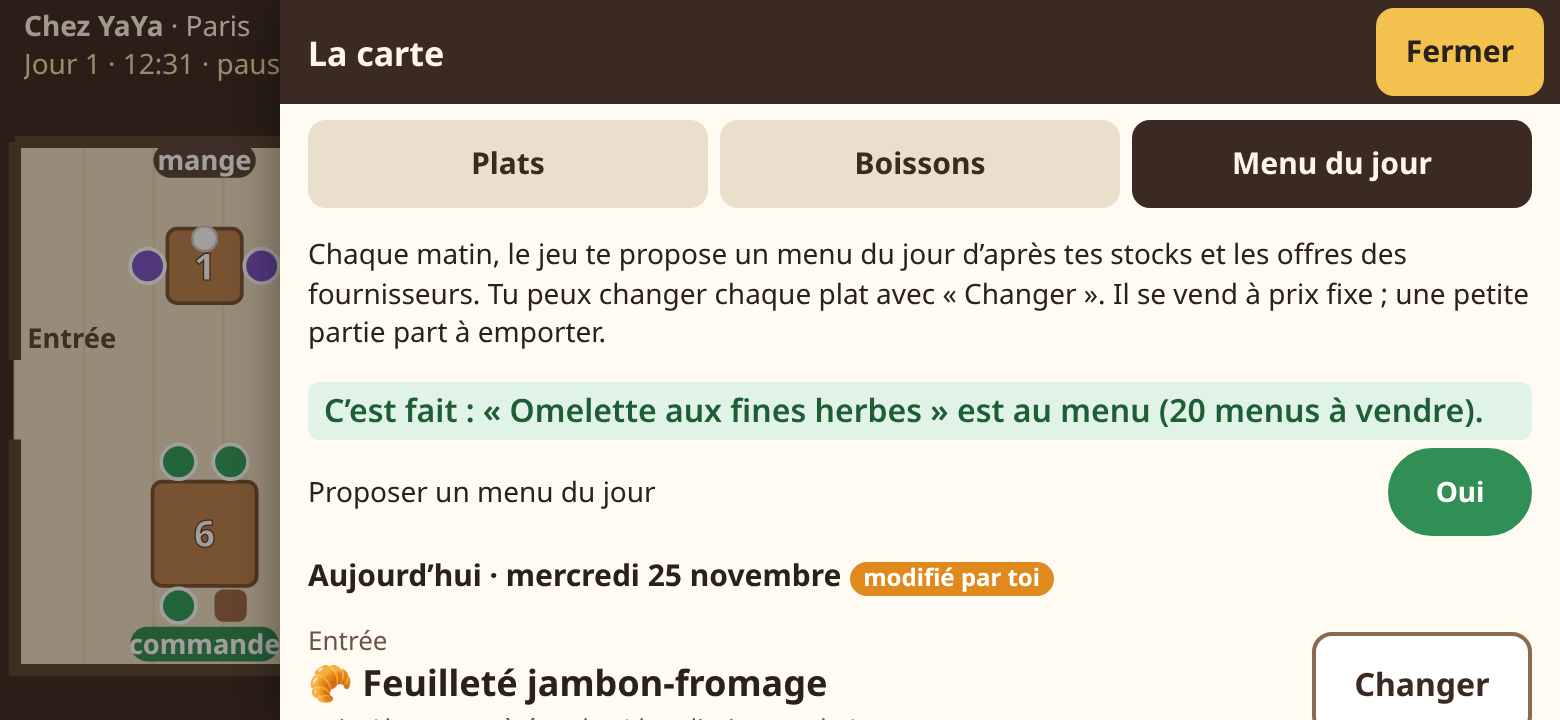 Chez YaYa · Paris
Jour 1 · 12:31 · paus
mange
1
Entrée
6
commande
La carte
Fermer
Plats
Boissons
Menu du jour
Chaque matin, le jeu te propose un menu du jour d’après tes stocks et les offres des
fournisseurs. Tu peux changer chaque plat avec « Changer ». Il se vend à prix fixe ; une petite
partie part à emporter.
C’est fait : « Omelette aux fines herbes » est au menu (20 menus à vendre).
Proposer un menu du jour
Oui
Aujourd’hui · mercredi 25 novembre modifié par toi
Entrée
🥐 Feuilleté jambon-fromage
Changer